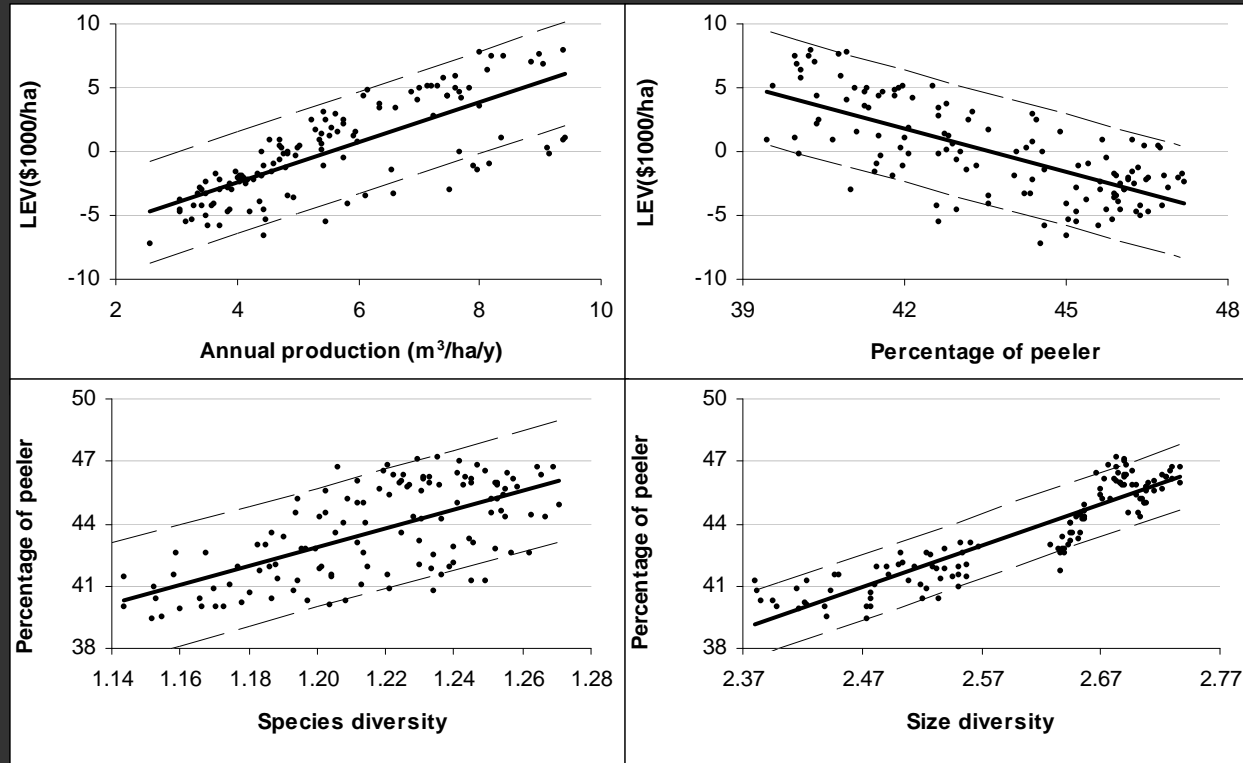 10
5
0
-5
-10
LEV($1000/ha)
2 4 6 8 10
Annual production (m³/ha/y)
10
5
0
-5
-10
LEV($1000/ha)
39 42 45 48
Percentage of peeler
50
47
44
41
38
Percentage of peeler
1.14 1.16 1.18 1.20 1.22 1.24 1.26 1.28
Species diversity
50
47
44
41
38
Percentage of peeler
2.37 2.47 2.57 2.67 2.77
Size diversity